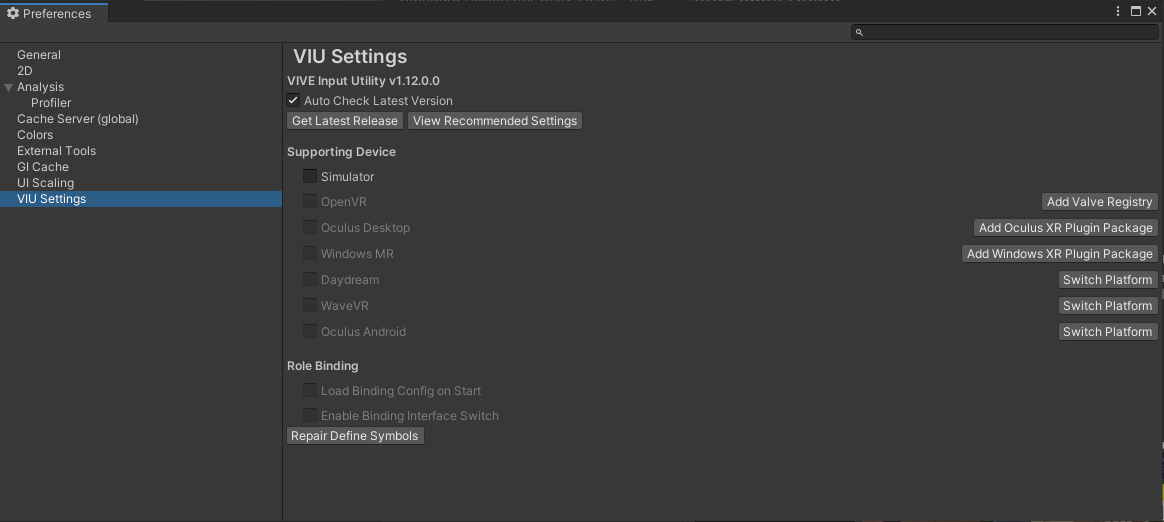 Preferences
General
2D
Analysis
Profiler
Cache Server (global)
Colors
External Tools
GI Cache
UI Scaling
VIU Settings
VIU Settings
VIVE Input Utility v1.12.0.0
Auto Check Latest Version
Get Latest Release View Recommended Settings
Supporting Device
Simulator
OpenVR Add Valve Registry
Oculus Desktop Add Oculus XR Plugin Package
Windows MR Add Windows XR Plugin Package
Daydream Switch Platform
WaveVR Switch Platform
Oculus Android Switch Platform
Role Binding
Load Binding Config on Start
Enable Binding Interface Switch
Repair Define Symbols